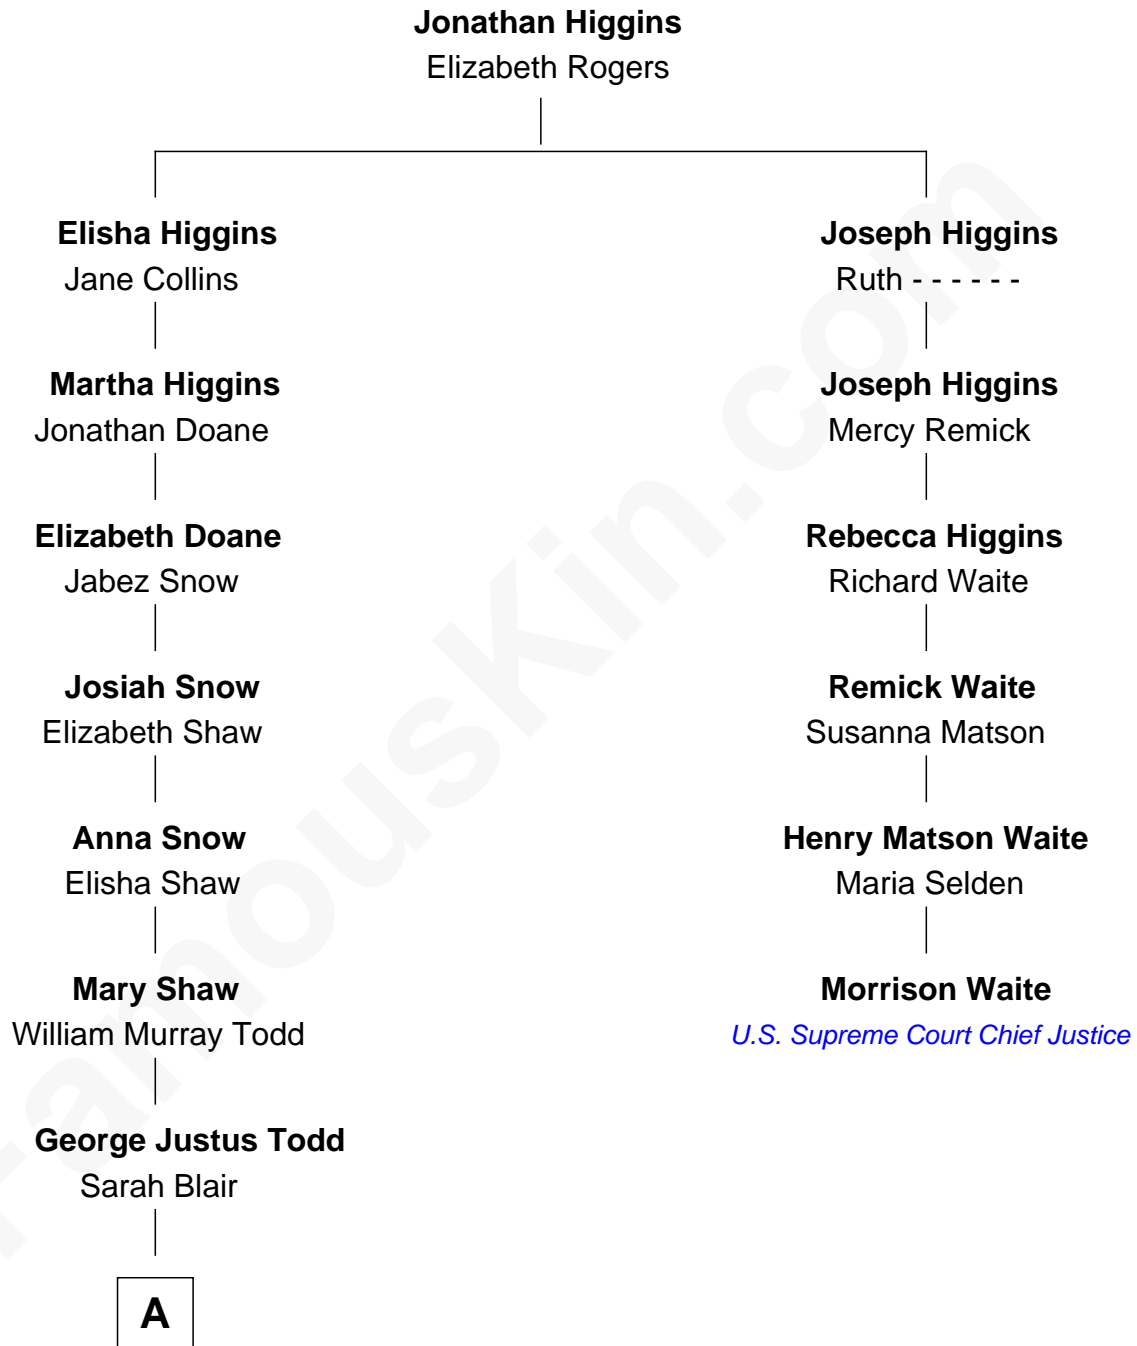 Jonathan Higgins
Elizabeth Rogers
Elisha Higgins
Jane Collins
Joseph Higgins
Ruth - - - - - -
Martha Higgins
Jonathan Doane
Joseph Higgins
Mercy Remick
Elizabeth Doane
Jabez Snow
Rebecca Higgins
Richard Waite
Josiah Snow
Elizabeth Shaw
Remick Waite
Susanna Matson
Anna Snow
Elisha Shaw
Henry Matson Waite
Maria Selden
Mary Shaw
William Murray Todd
Morrison Waite
U.S. Supreme Court Chief Justice
George Justus Todd
Sarah Blair
A
FamousKin.com